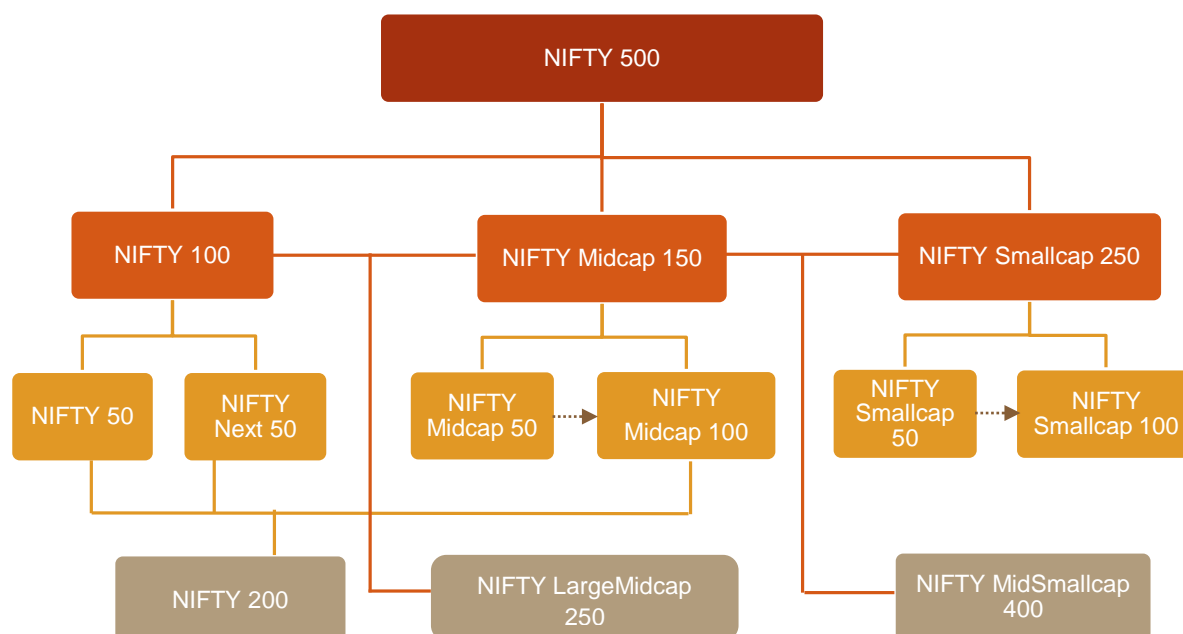 NIFTY 500
NIFTY 100
NIFTY Midcap 150
NIFTY Smallcap 250
NIFTY 50
NIFTY
Next 50
NIFTY
Midcap 50
NIFTY
Midcap 100
NIFTY
Smallcap
50
NIFTY
Smallcap 100
NIFTY 200
NIFTY LargeMidcap
250
NIFTY MidSmallcap
400